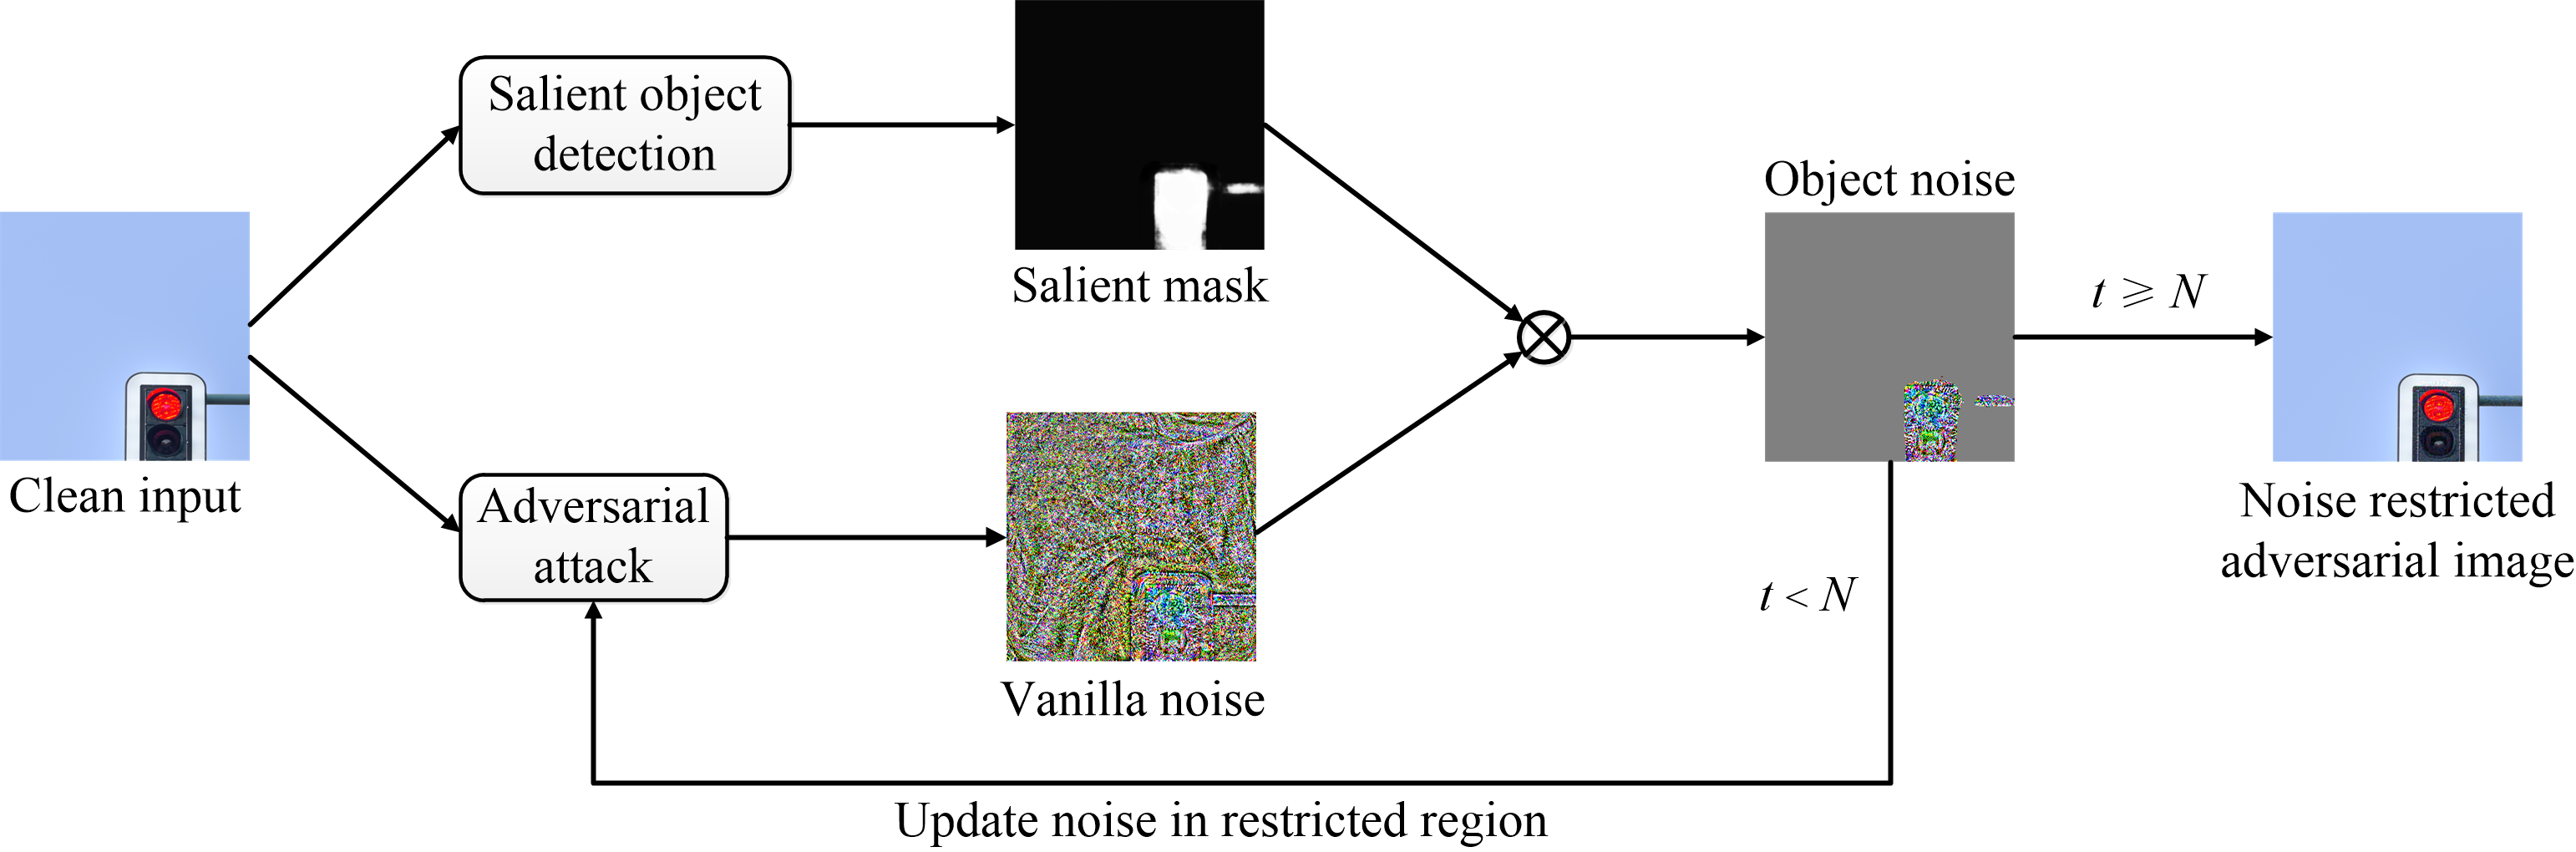 Salient object
detection
Salient mask
Object noise
t ⩾ N
Clean input
Adversarial
attack
Vanilla noise
t < N
Noise restricted
adversarial image
Update noise in restricted region